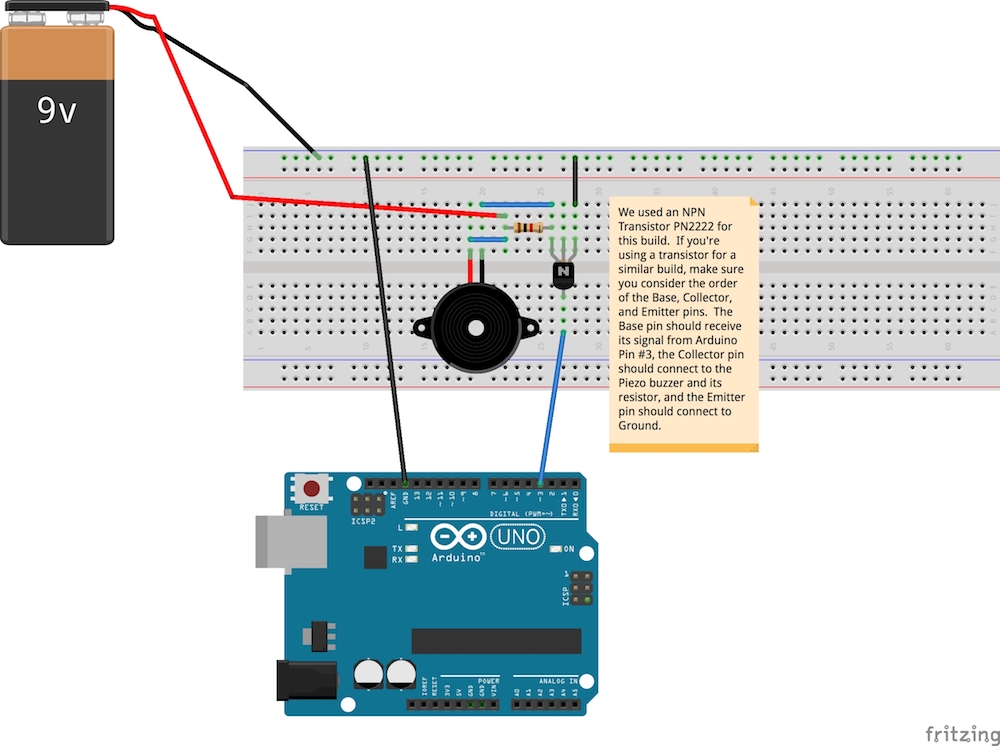 9v
We used an NPN
Transistor PN2222 for
this build. If you're
using a transistor for a
similar build, make sure
you consider the order
of the Base, Collector,
and Emitter pins. The
Base pin should receive
its signal from Arduino
Pin #3, the Collector pin
should connect to the
Piezo buzzer and its
resistor, and the Emitter
pin should connect to
Ground.
N
RESET
ICSP2
AREF
GND
13
12
~11
~10
~9
8
7
~6
~5
4
~3
2
TX0▶1
RX0◀0
DIGITAL (PWM=~)
L
TX
RX
UNO
Arduino™
ON
1
ICSP
IOREF
RESET
3V3
5V
GND
GND
VIN
POWER
ANALOG IN
A0
A1
A2
A3
A4
A5
fritzing